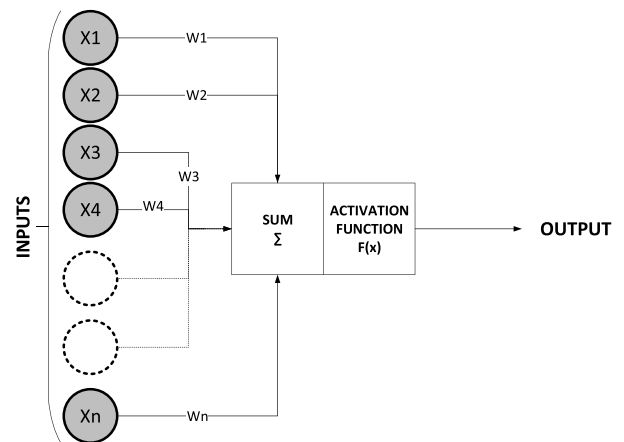 X1
W1
X2
W2
X3
W3
X4
W4
Xn
Wn
INPUTS
SUM
Σ
ACTIVATION
FUNCTION
F(x)
OUTPUT